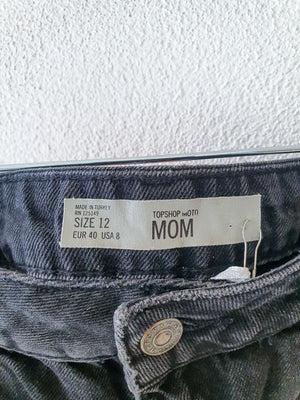 MADE IN TURKEY
RN 125149
SIZE 12
EUR 40 USA 8
TOPSHOP MOTO
MOM